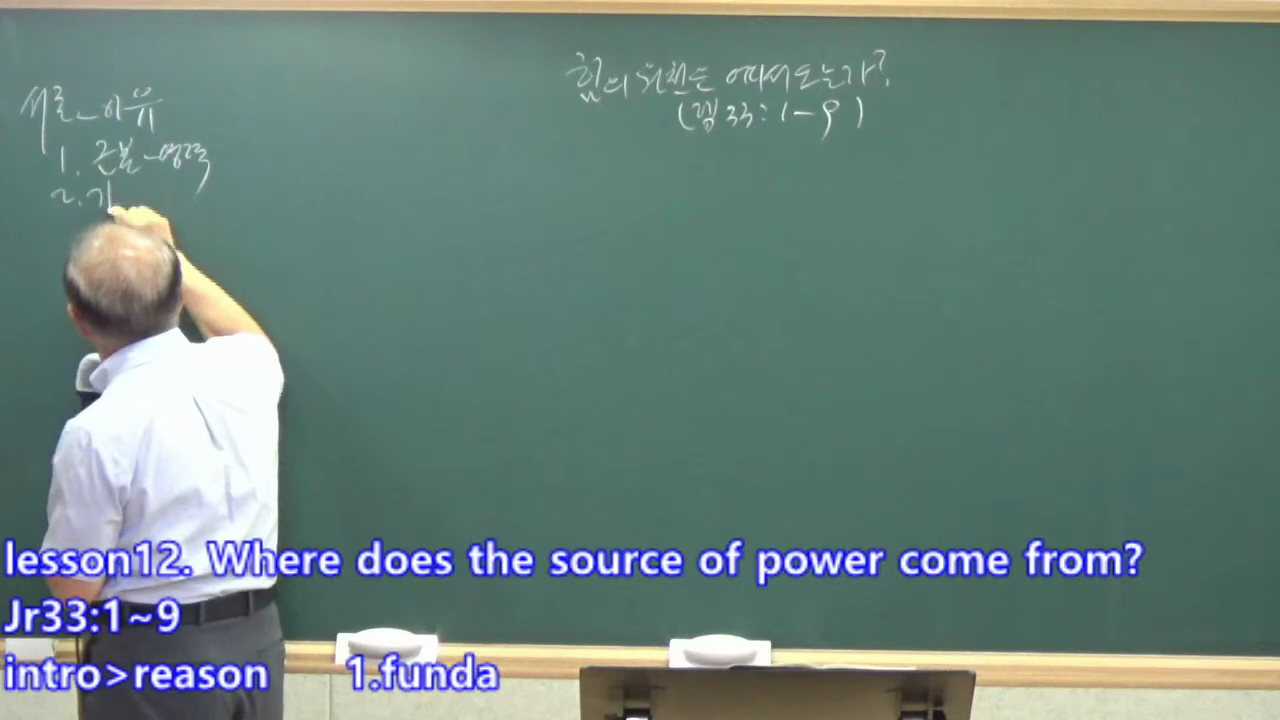 힘의 원천은 어디서 오는가?
(렘 33:1-9)
서론-이유
1. 근본-영력
2. 기
lesson12. Where does the source of power come from?
Jr33:1~9
intro>reason 1.funda